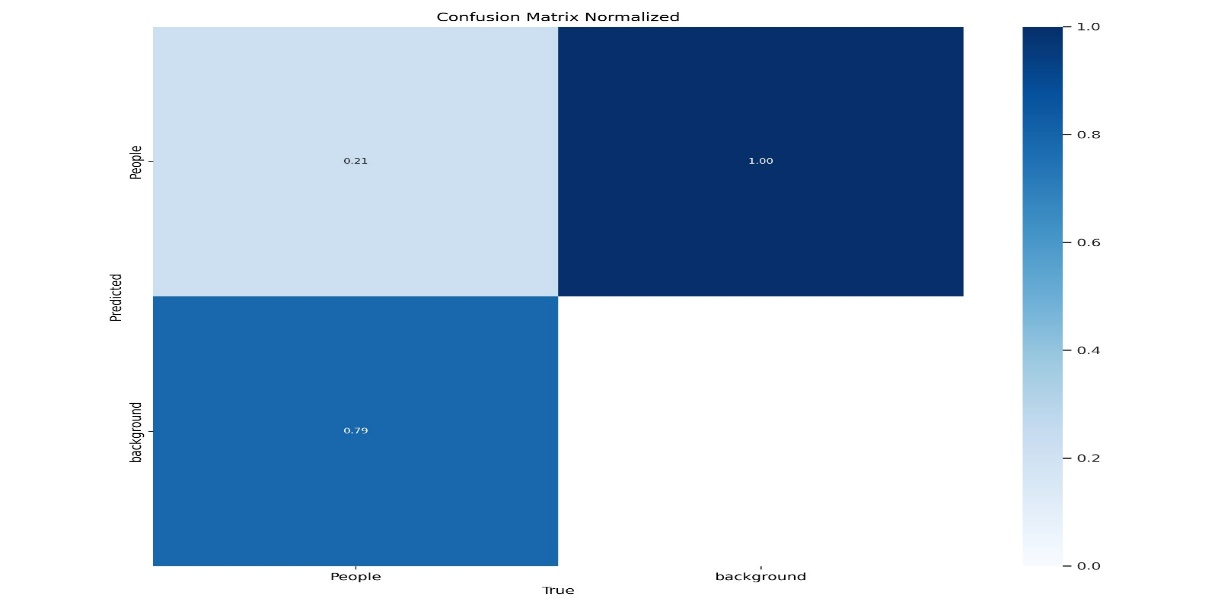 Confusion Matrix Normalized
1.0
0.8
0.6
0.4
0.2
0.0
People
background
Predicted
0.21
1.00
0.79
People
background
True